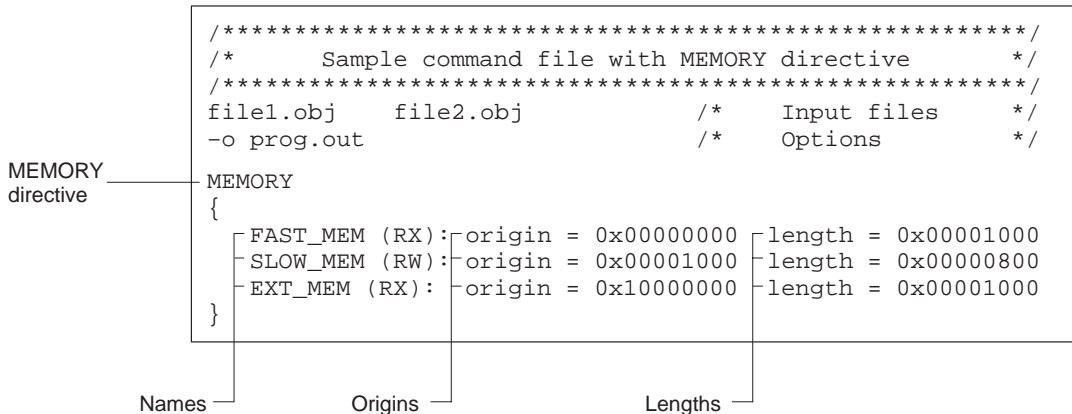 /********************************************************/
/*      Sample command file with MEMORY directive       */
/********************************************************/
file1.obj    file2.obj            /*    Input files    */
–o prog.out                       /*    Options        */
MEMORY
directive
MEMORY
{
FAST_MEM (RX): origin = 0x00000000 length = 0x00001000
SLOW_MEM (RW): origin = 0x00001000 length = 0x00000800
EXT_MEM (RX): origin = 0x10000000 length = 0x00001000
}
Names Origins Lengths